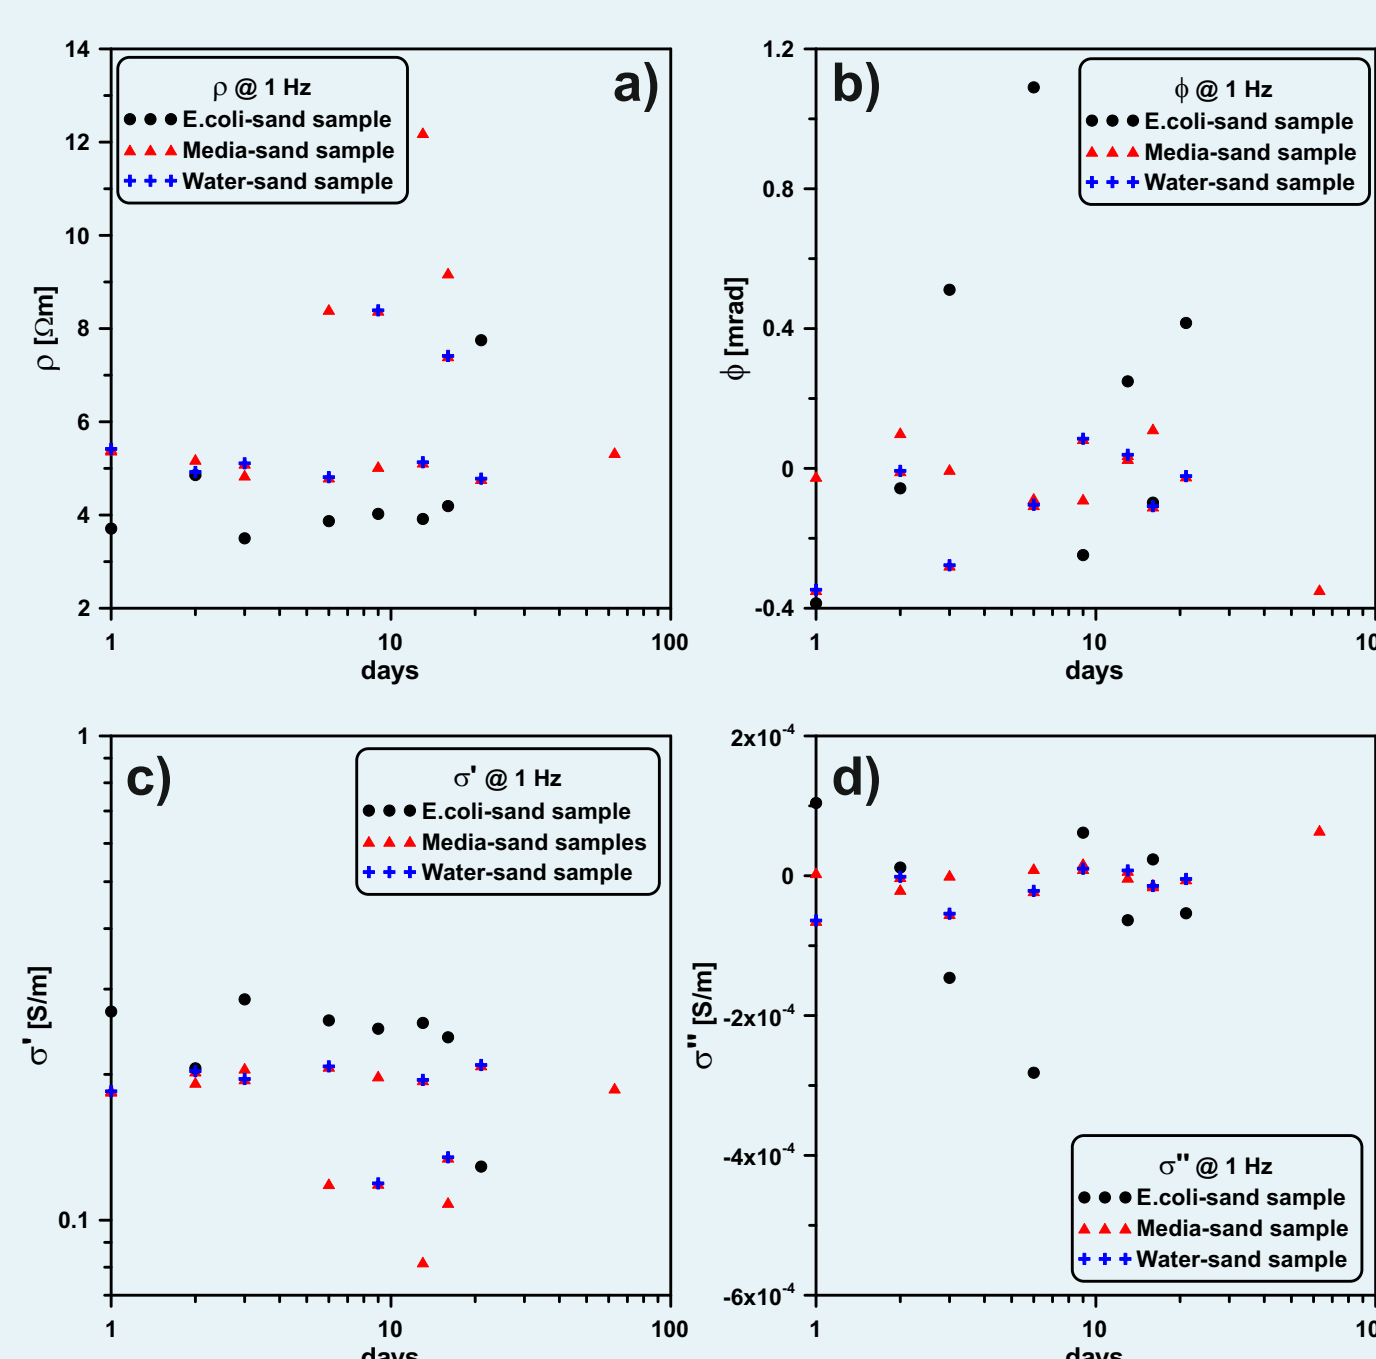 a)
ρ @ 1 Hz
E.coli-sand sample
Media-sand sample
Water-sand sample
14
12
10
8
6
4
2
ρ [Ωm]
1
10
100
days
b)
ϕ @ 1 Hz
E.coli-sand sample
Media-sand sample
Water-sand sample
1.2
0.8
0.4
0
-0.4
ϕ [mrad]
1
10
10
days
c)
σ' @ 1 Hz
E.coli-sand sample
Media-sand samples
Water-sand sample
1
0.1
σ' [S/m]
1
10
100
days
d)
2x10⁻⁴
0
-2x10⁻⁴
-4x10⁻⁴
-6x10⁻⁴
σ" [S/m]
σ" @ 1 Hz
E.coli-sand sample
Media-sand sample
Water-sand sample
1
10
10
days